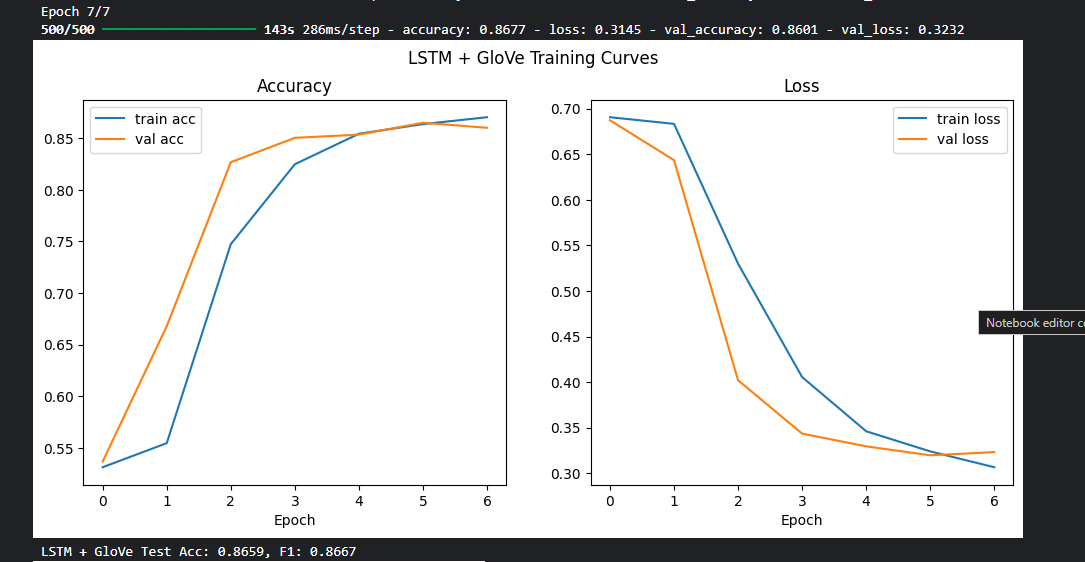 Epoch 7/7
500/500 143s 286ms/step - accuracy: 0.8677 - loss: 0.3145 - val_accuracy: 0.8601 - val_loss: 0.3232
LSTM + GloVe Training Curves
Accuracy
train acc
val acc
0.85
0.80
0.75
0.70
0.65
0.60
0.55
0 1 2 3 4 5 6
Epoch
Loss
train loss
val loss
0.70
0.65
0.60
0.55
0.50
0.45
0.40
0.35
0.30
0 1 2 3 4 5 6
Epoch
Notebook editor
LSTM + GloVe Test Acc: 0.8659, F1: 0.8667